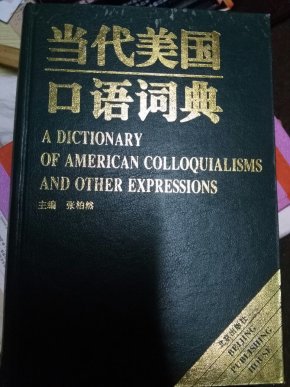 当代美国
口语词典
A DICTIONARY
OF AMERICAN COLLOQUIALISMS
AND OTHER EXPRESSIONS
主编 张柏然
北京出版社
BEIJING
PUBLISHING
HOUSE